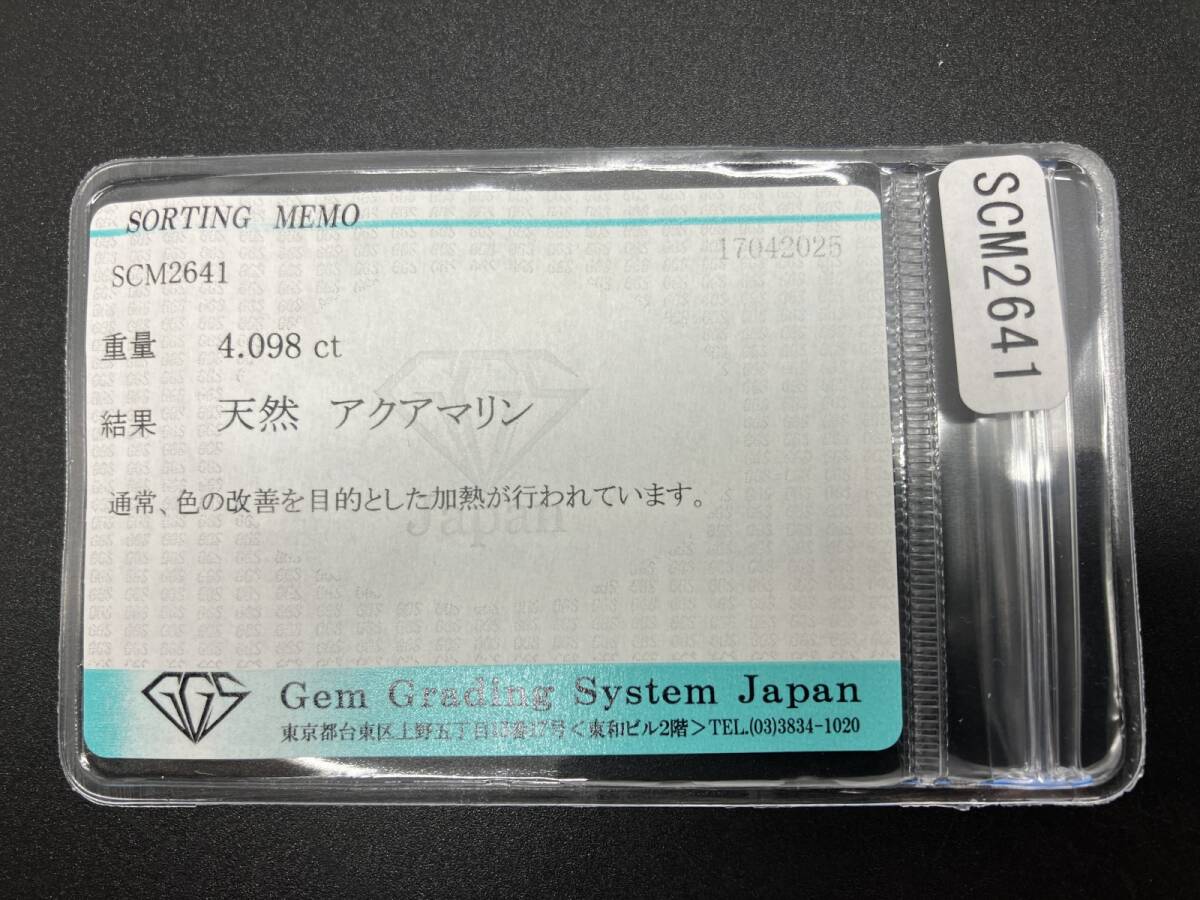 SORTING MEMO
17042025
SCM2641
重量 4.098 ct
結果 天然 アクアマリン
通常、色の改善を目的とした加熱が行われています。
GGS
Japan
GGS Gem Grading System Japan
東京都台東区上野五丁目15番17号<東和ビル2階>TEL.(03)3834-1020
SCM2641